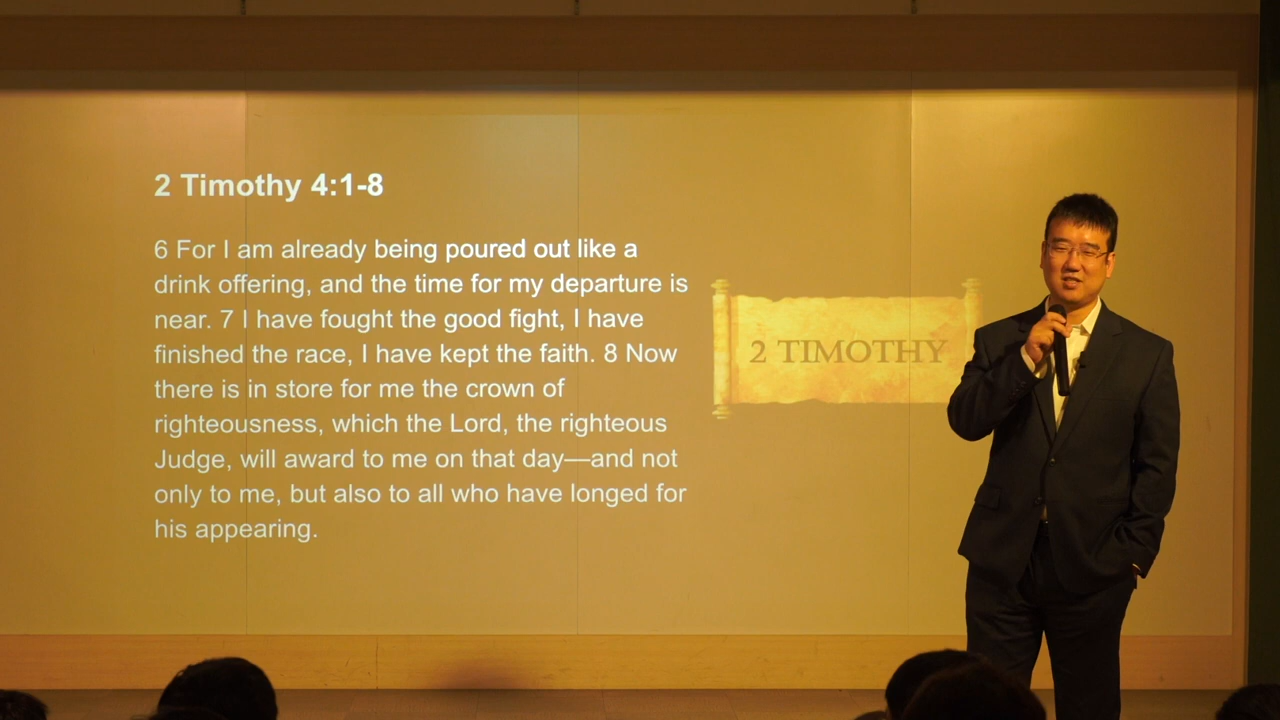 2 Timothy 4:1-8
6 For I am already being poured out like a
drink offering, and the time for my departure is
near. 7 I have fought the good fight, I have
finished the race, I have kept the faith. 8 Now
there is in store for me the crown of
righteousness, which the Lord, the righteous
Judge, will award to me on that day—and not
only to me, but also to all who have longed for
his appearing.
2 TIMOTHY